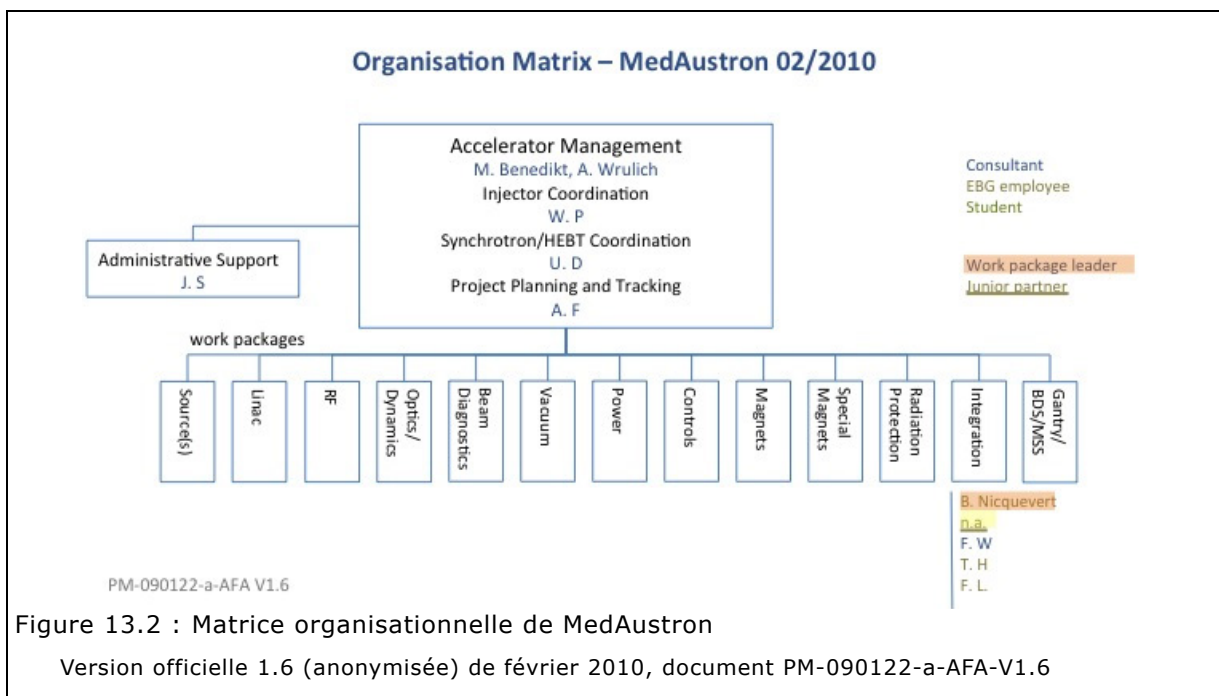 Organisation Matrix – MedAustron 02/2010
Accelerator Management
M. Benedikt, A. Wrulich
Injector Coordination
W. P
Synchrotron/HEBT Coordination
U. D
Project Planning and Tracking
A. F
Consultant
EBG employee
Student
Work package leader
Junior partner
Administrative Support
J. S
work packages
Source(s)
Linac
RF
Optics/
Dynamics
Beam
Diagnostics
Vacuum
Power
Controls
Magnets
Special
Magnets
Radiation
Protection
Integration
Gantry/
BDS/MSS
B. Nicquevert
n.a.
F. W
T. H
F. L.
PM-090122-a-AFA V1.6
Figure 13.2 : Matrice organisationnelle de MedAustron
Version officielle 1.6 (anonymisée) de février 2010, document PM-090122-a-AFA-V1.6